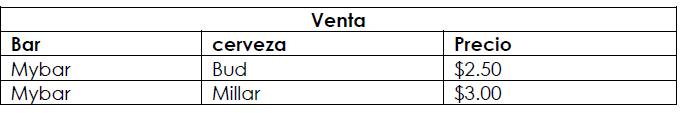 Venta
Bar cerveza Precio
Mybar Bud $2.50
Mybar Millar $3.00